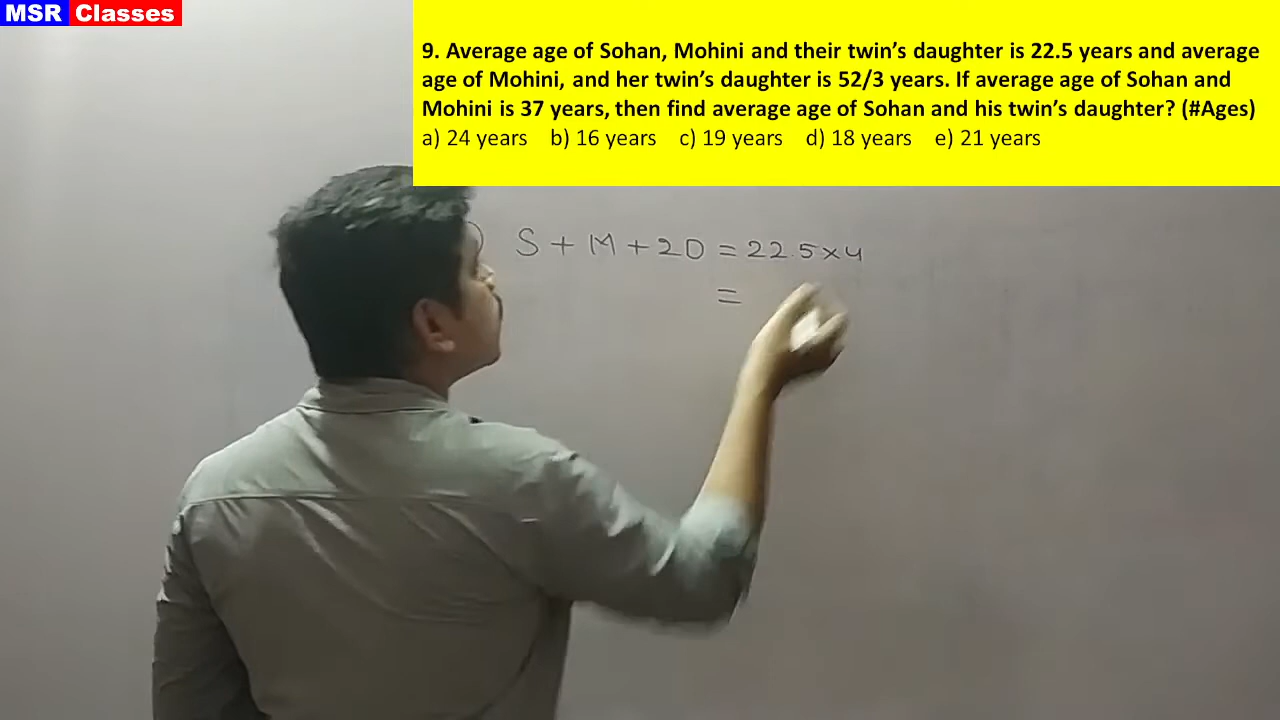 MSR Classes
9. Average age of Sohan, Mohini and their twin's daughter is 22.5 years and average
age of Mohini, and her twin's daughter is 52/3 years. If average age of Sohan and
Mohini is 37 years, then find average age of Sohan and his twin's daughter? (#Ages)
a) 24 years b) 16 years c) 19 years d) 18 years e) 21 years
S + M + 2D = 22.5 × 4
=